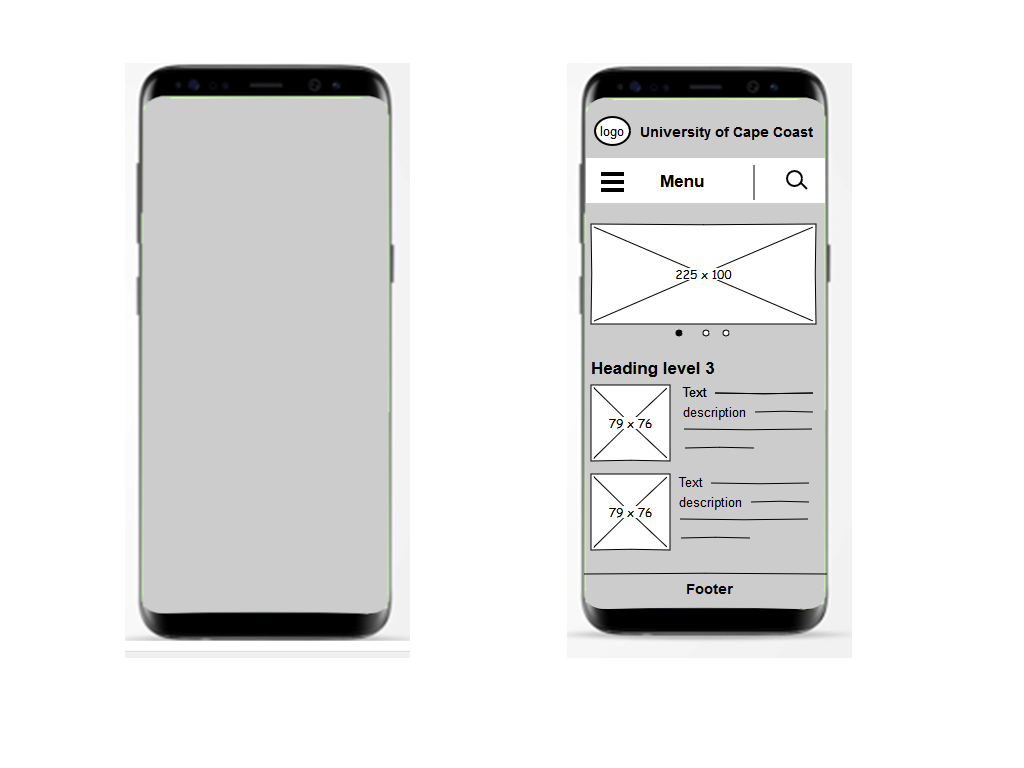 logo University of Cape Coast
Menu
225 x 100
Heading level 3
79 x 76
Text
description
79 x 76
Text
description
Footer